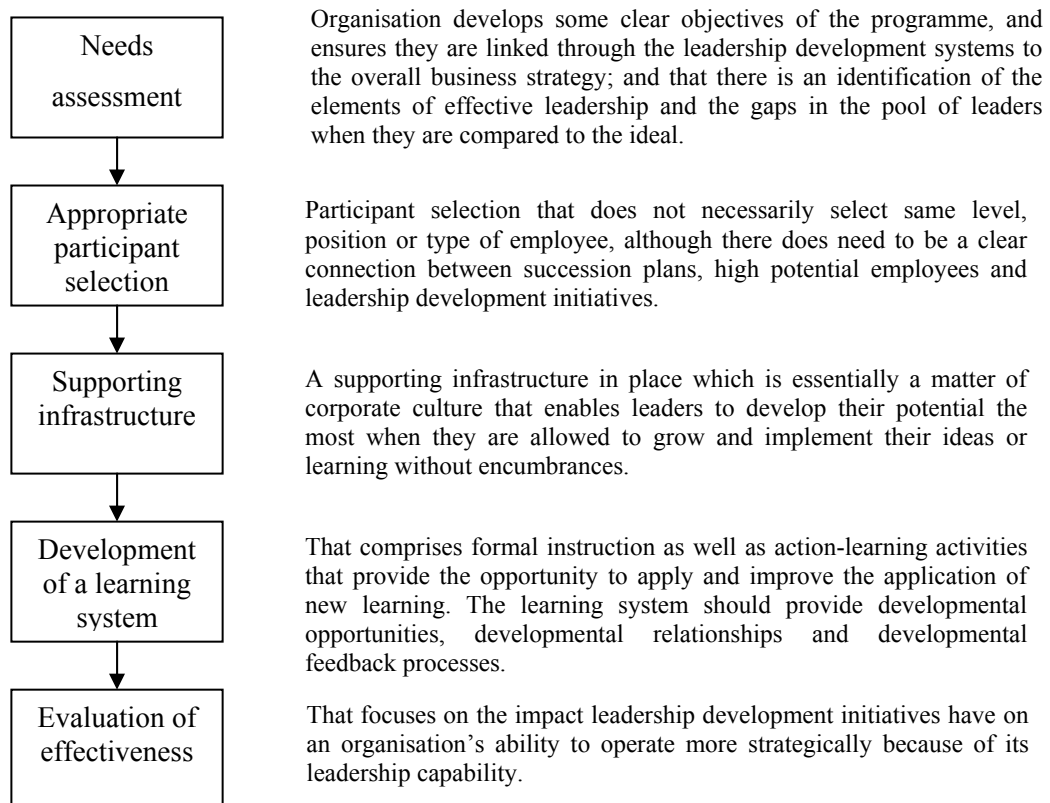 Needs
assessment
Organisation develops some clear objectives of the programme, and
ensures they are linked through the leadership development systems to
the overall business strategy; and that there is an identification of the
elements of effective leadership and the gaps in the pool of leaders
when they are compared to the ideal.
Appropriate
participant
selection
Participant selection that does not necessarily select same level,
position or type of employee, although there does need to be a clear
connection between succession plans, high potential employees and
leadership development initiatives.
Supporting
infrastructure
A supporting infrastructure in place which is essentially a matter of
corporate culture that enables leaders to develop their potential the
most when they are allowed to grow and implement their ideas or
learning without encumbrances.
Development
of a learning
system
That comprises formal instruction as well as action-learning activities
that provide the opportunity to apply and improve the application of
new learning. The learning system should provide developmental
opportunities, developmental relationships and developmental
feedback processes.
Evaluation of
effectiveness
That focuses on the impact leadership development initiatives have on
an organisation’s ability to operate more strategically because of its
leadership capability.